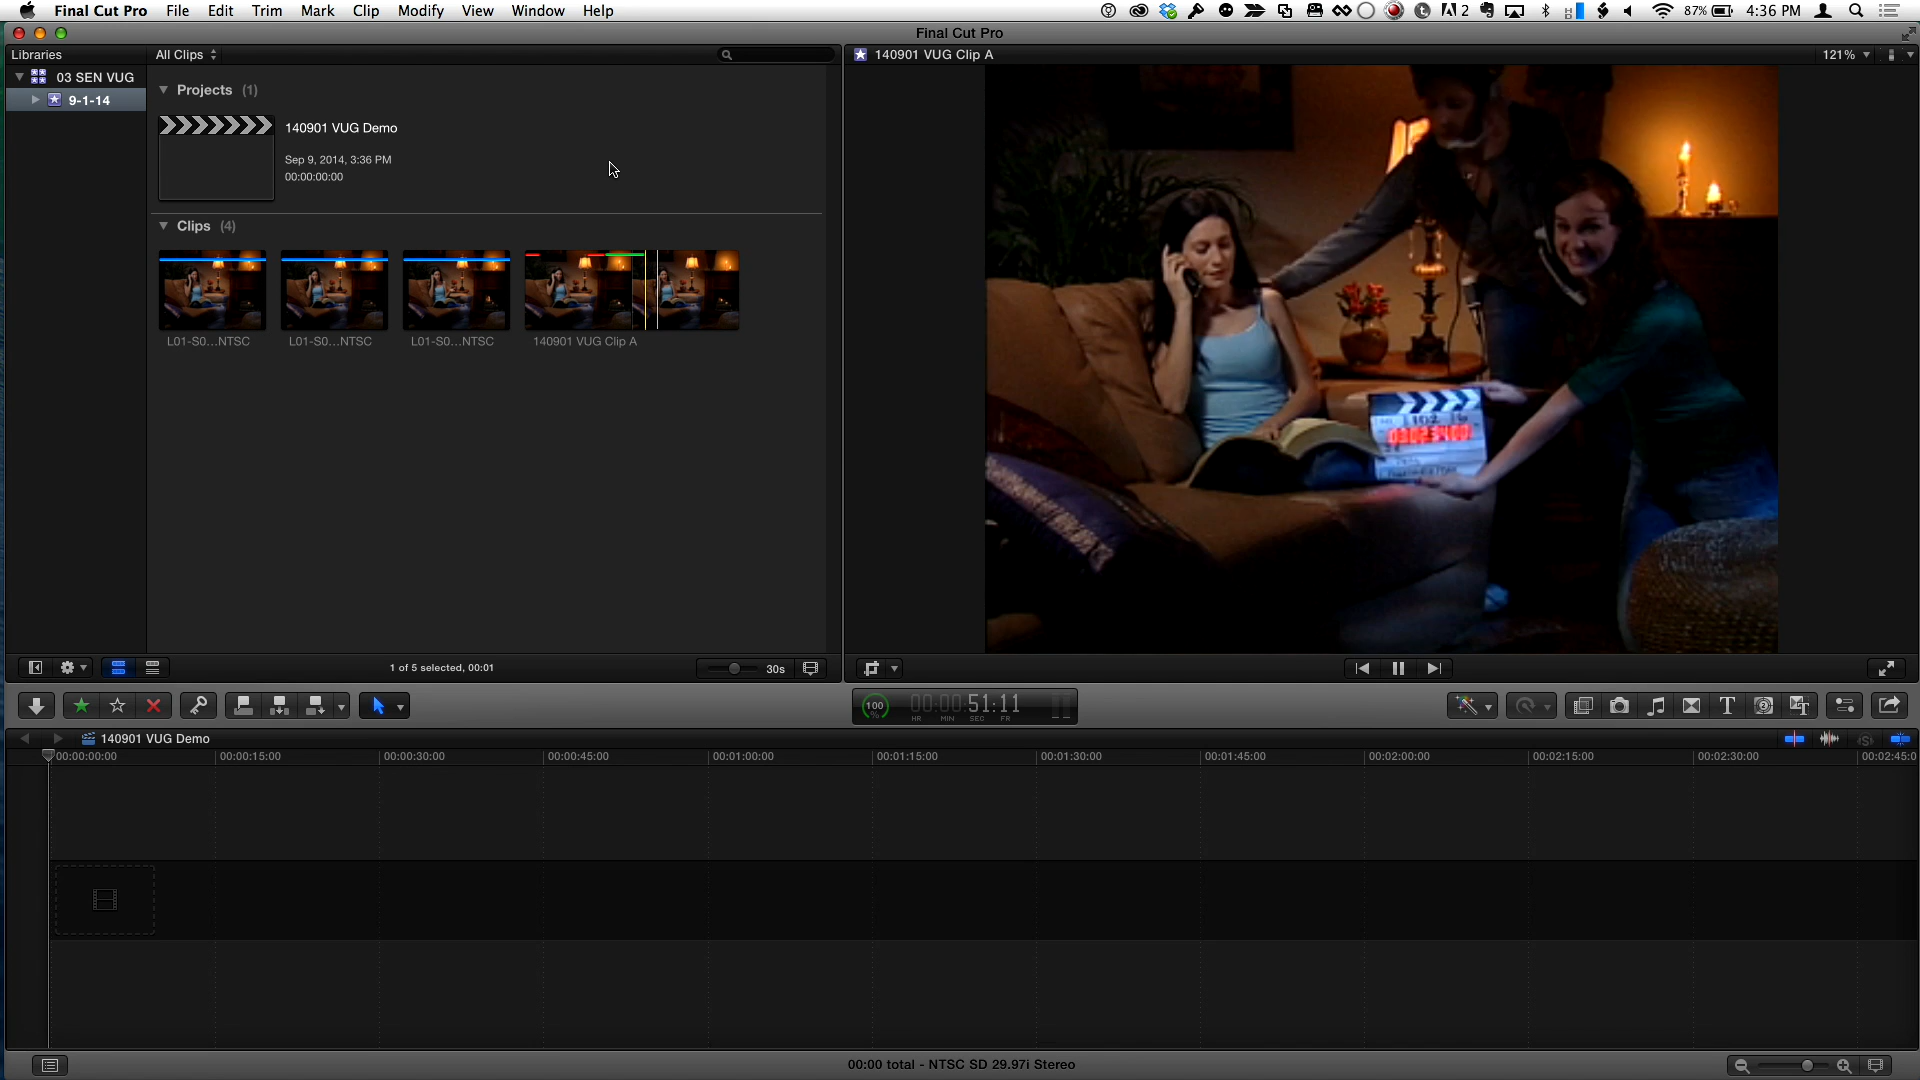 Final Cut Pro File Edit Trim Mark Clip Modify View Window Help
2 87% 4:36 PM
Final Cut Pro
Libraries All Clips
140901 VUG Clip A 121%
03 SEN VUG
9-1-14
Projects (1)
140901 VUG Demo
Sep 9, 2014, 3:36 PM
00:00:00:00
Clips (4)
L01-S0...NTSC L01-S0...NTSC L01-S0...NTSC 140901 VUG Clip A
1 of 5 selected, 00:01 30s
100 % 00:00:51:11
HR MIN SEC FR
140901 VUG Demo
00:00:00:00 00:00:15:00 00:00:30:00 00:00:45:00 00:01:00:00 00:01:15:00 00:01:30:00 00:01:45:00 00:02:00:00 00:02:15:00 00:02:30:00 00:02:45:0
00:00 total - NTSC SD 29.97i Stereo